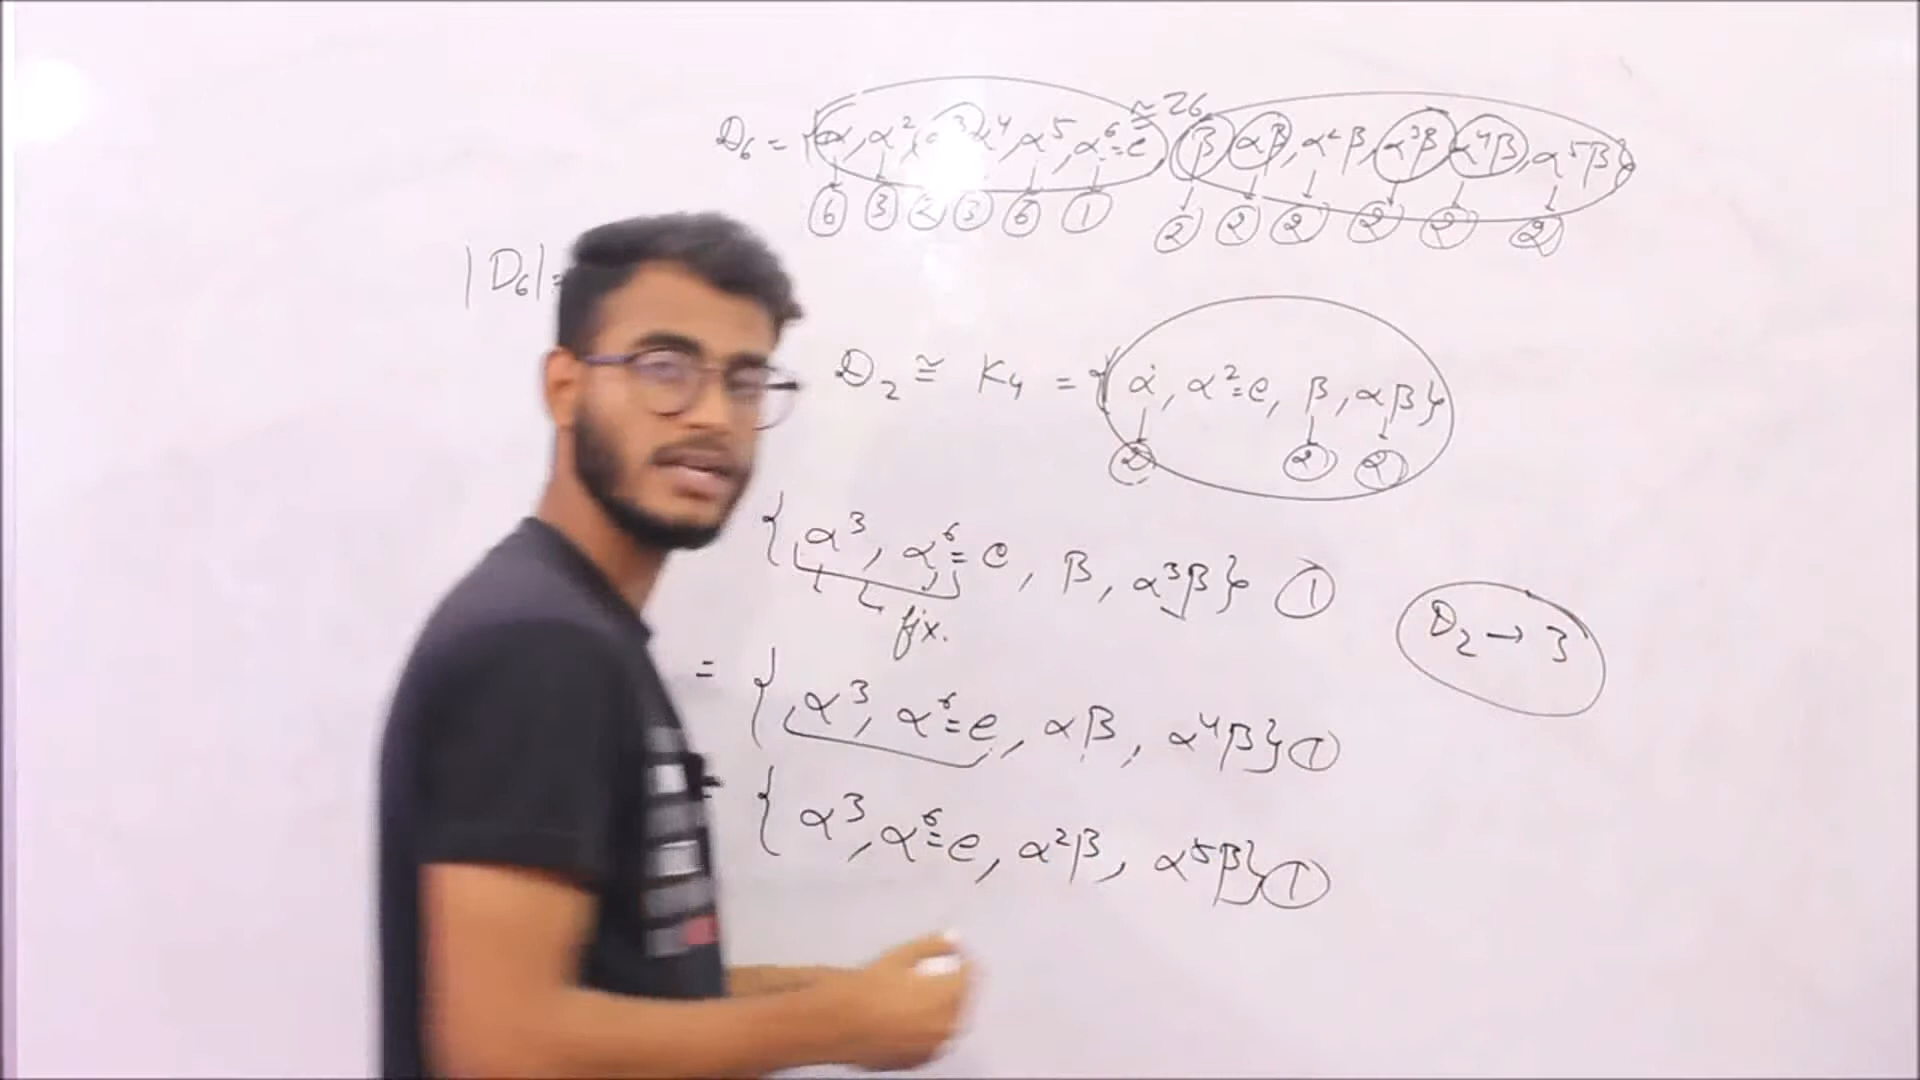 D₆ = {α, α², α³, α⁴, α⁵, α⁶=e, β, αβ, α²β, α³β, α⁴β, α⁵β}
≅ Z6
6 3 2 3 6 1 2 2 2 2 2 2
|D₆| =
D₂ ≅ K₄ = {α, α²=e, β, αβ}
2 2 2
{α³, α⁶=e, β, α³β} 1
fix.
D₂ → 3
= {α³, α⁶=e, αβ, α⁴β} 1
= {α³, α⁶=e, α²β, α⁵β} 1